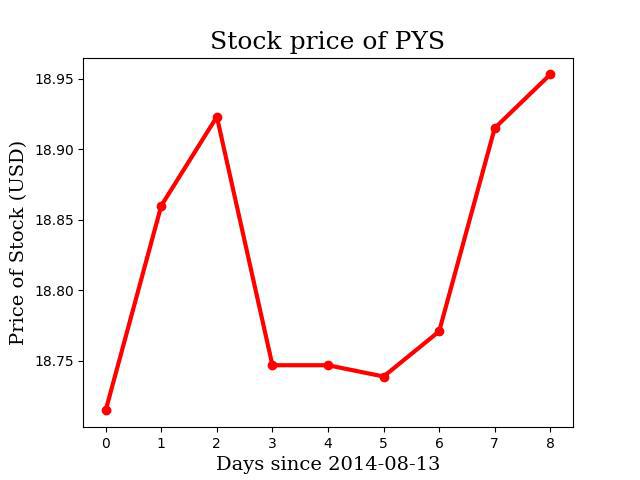 Stock price of PYS
Price of Stock (USD)
18.95
18.90
18.85
18.80
18.75
0 1 2 3 4 5 6 7 8
Days since 2014-08-13